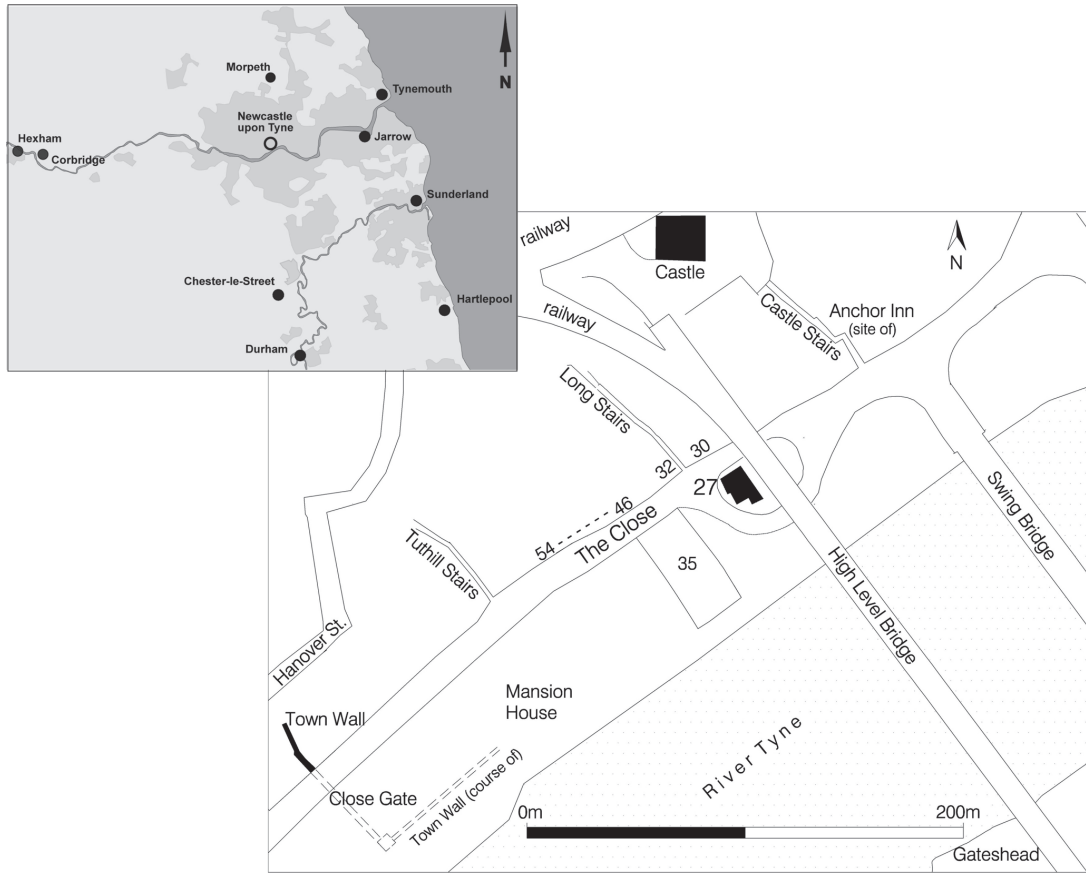 Morpeth
Tynemouth
N
Newcastle
upon Tyne
Jarrow
Hexham
Corbridge
Sunderland
Chester-le-Street
Hartlepool
Durham
railway
Castle
N
railway
Castle Stairs
Anchor Inn
(site of)
Long Stairs
30
32
27
46
54
The Close
35
Swing Bridge
Tuthill Stairs
High Level Bridge
Hanover St.
Mansion
House
Town Wall
River Tyne
Close Gate
Town Wall (course of)
0m
200m
Gateshead